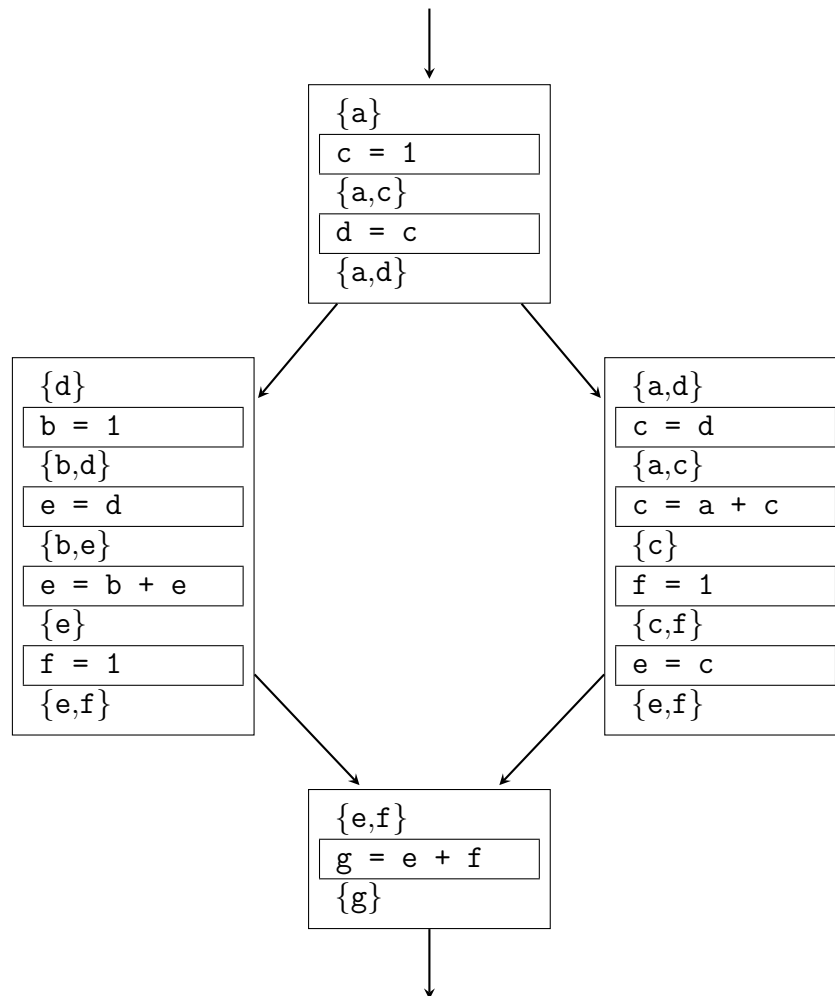 {a}
c = 1
{a,c}
d = c
{a,d}
{d}
b = 1
{b,d}
e = d
{b,e}
e = b + e
{e}
f = 1
{e,f}
{a,d}
c = d
{a,c}
c = a + c
{c}
f = 1
{c,f}
e = c
{e,f}
{e,f}
g = e + f
{g}